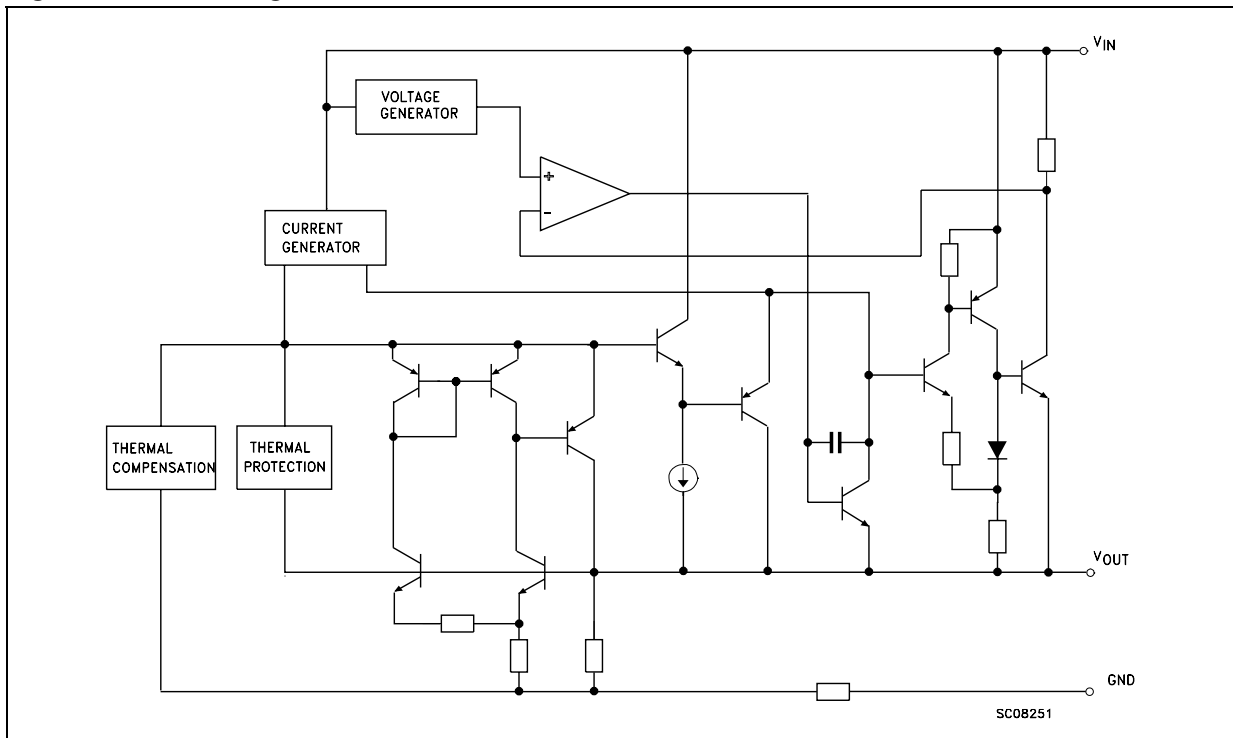 VIN
VOLTAGE
GENERATOR
+
-
CURRENT
GENERATOR
THERMAL
COMPENSATION
THERMAL
PROTECTION
VOUT
GND
SC08251